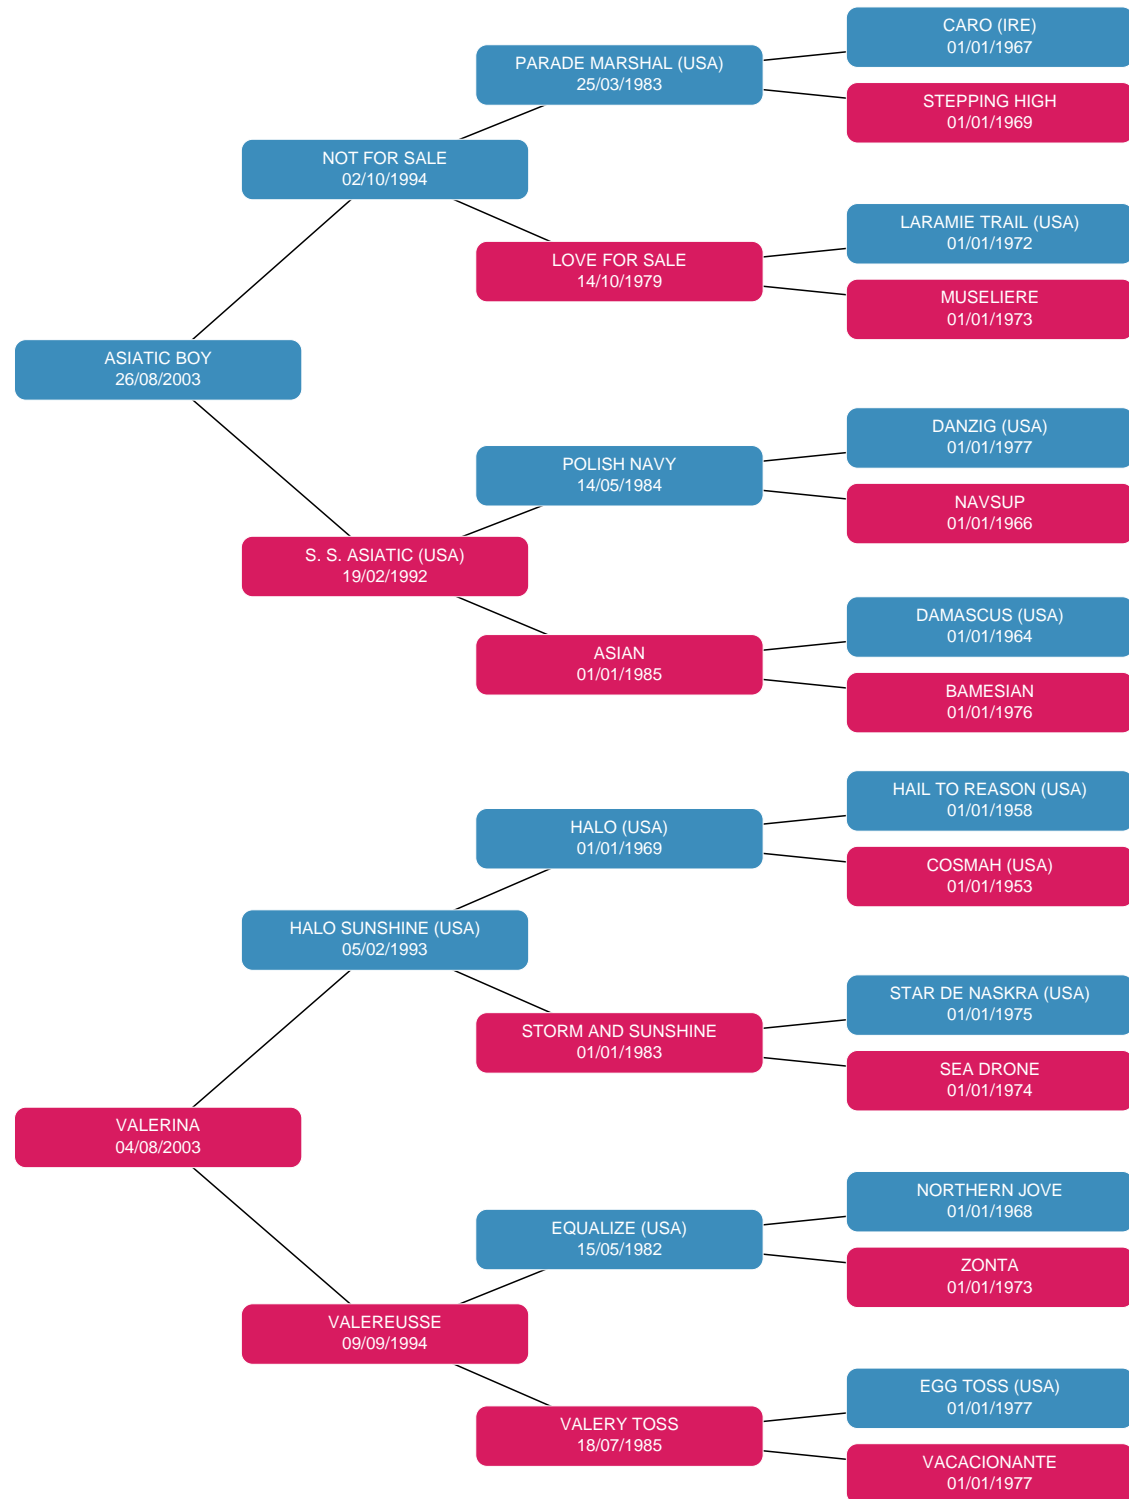 CARO (IRE)
01/01/1967
PARADE MARSHAL (USA)
25/03/1983
STEPPING HIGH
01/01/1969
NOT FOR SALE
02/10/1994
LARAMIE TRAIL (USA)
01/01/1972
LOVE FOR SALE
14/10/1979
MUSELIERE
01/01/1973
ASIATIC BOY
26/08/2003
DANZIG (USA)
01/01/1977
POLISH NAVY
14/05/1984
NAVSUP
01/01/1966
S. S. ASIATIC (USA)
19/02/1992
DAMASCUS (USA)
01/01/1964
ASIAN
01/01/1985
BAMESIAN
01/01/1976
HAIL TO REASON (USA)
01/01/1958
HALO (USA)
01/01/1969
COSMAH (USA)
01/01/1953
HALO SUNSHINE (USA)
05/02/1993
STAR DE NASKRA (USA)
01/01/1975
STORM AND SUNSHINE
01/01/1983
SEA DRONE
01/01/1974
VALERINA
04/08/2003
NORTHERN JOVE
01/01/1968
EQUALIZE (USA)
15/05/1982
ZONTA
01/01/1973
VALEREUSSE
09/09/1994
EGG TOSS (USA)
01/01/1977
VALERY TOSS
18/07/1985
VACACIONANTE
01/01/1977